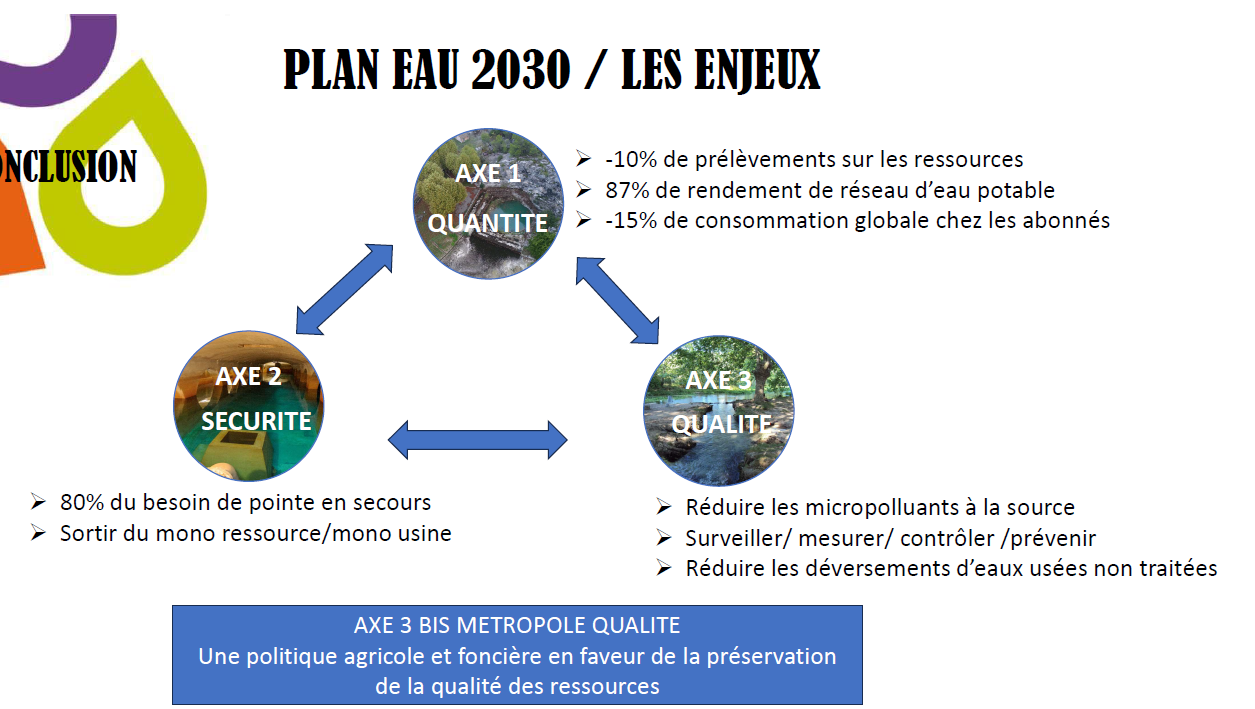 PLAN EAU 2030 / LES ENJEUX
ONCLUSION
AXE 1
QUANTITE
-10% de prélèvements sur les ressources
87% de rendement de réseau d’eau potable
-15% de consommation globale chez les abonnés
AXE 2
SECURITE
80% du besoin de pointe en secours
Sortir du mono ressource/mono usine
AXE 3
QUALITE
Réduire les micropolluants à la source
Surveiller/ mesurer/ contrôler /prévenir
Réduire les déversements d’eaux usées non traitées
AXE 3 BIS METROPOLE QUALITE
Une politique agricole et foncière en faveur de la préservation
de la qualité des ressources